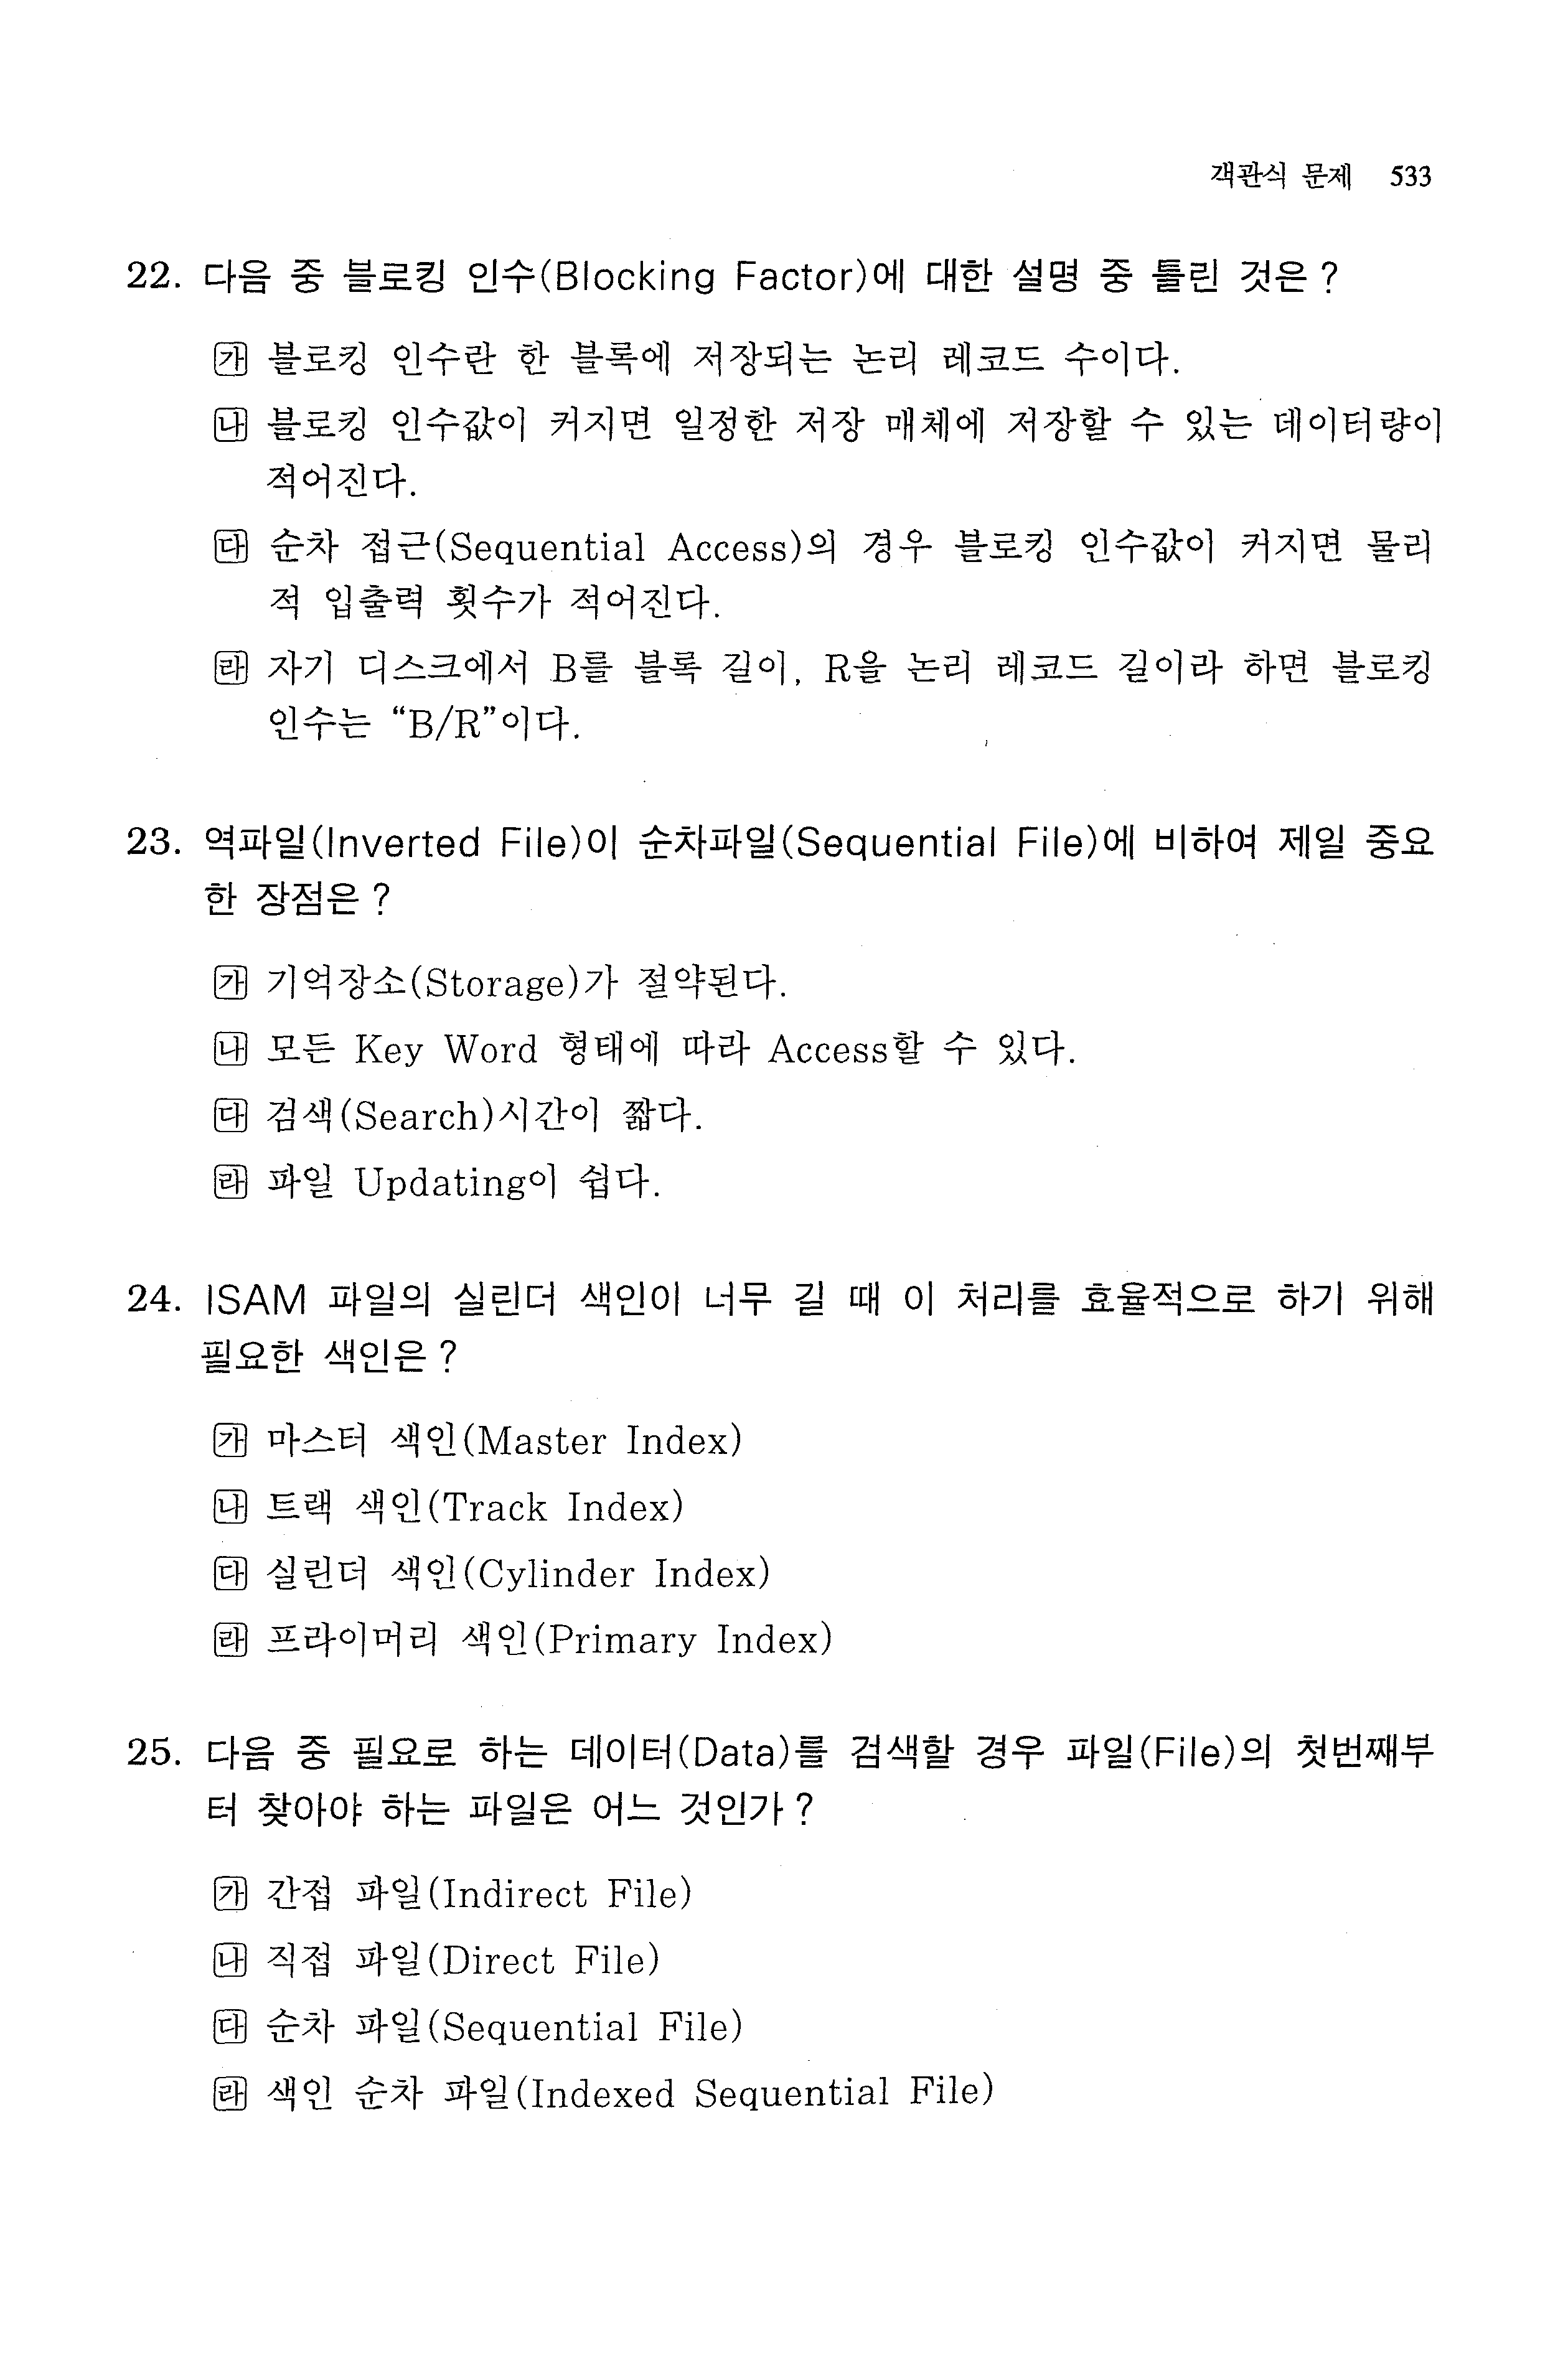 객관식 문제 533
22. 다음 중 블로킹 인수(Blocking Factor)에 대한 설명 중 틀린 것은?
㉮ 블로킹 인수란 한 블록에 저장되는 논리 레코드 수이다.
㉯ 블로킹 인수값이 커지면 일정한 저장 매체에 저장할 수 있는 데이터량이
적어진다.
㉰ 순차 접근(Sequential Access)의 경우 블로킹 인수값이 커지면 물리
적 입출력 횟수가 적어진다.
㉱ 자기 디스크에서 B를 블록 길이, R을 논리 레코드 길이라 하면 블로킹
인수는 “B/R”이다.
23. 역파일(Inverted File)이 순차파일(Sequential File)에 비하여 제일 중요
한 장점은?
㉮ 기억장소(Storage)가 절약된다.
㉯ 모든 Key Word 형태에 따라 Access할 수 있다.
㉰ 검색(Search)시간이 짧다.
㉱ 파일 Updating이 쉽다.
24. ISAM 파일의 실린더 색인이 너무 길 때 이 처리를 효율적으로 하기 위해
필요한 색인은?
㉮ 마스터 색인(Master Index)
㉯ 트랙 색인(Track Index)
㉰ 실린더 색인(Cylinder Index)
㉱ 프라이머리 색인(Primary Index)
25. 다음 중 필요로 하는 데이터(Data)를 검색할 경우 파일(File)의 첫번째부
터 찾아야 하는 파일은 어느 것인가?
㉮ 간접 파일(Indirect File)
㉯ 직접 파일(Direct File)
㉰ 순차 파일(Sequential File)
㉱ 색인 순차 파일(Indexed Sequential File)